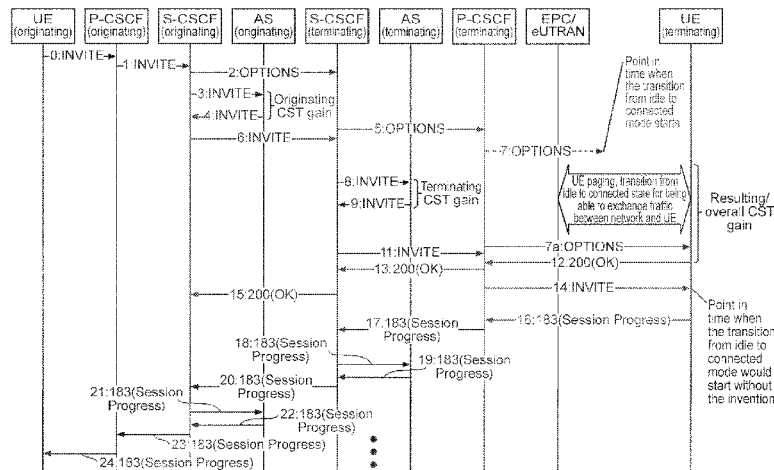 UE
(originating)
P-CSCF
(originating)
S-CSCF
(originating)
AS
(originating)
S-CSCF
(terminating)
AS
(terminating)
P-CSCF
(terminating)
EPC/
eUTRAN
UE
(terminating)
0:INVITE
1:INVITE
2:OPTIONS
3:INVITE
4:INVITE
Originating
CST gain
5:OPTIONS
6:INVITE
7:OPTIONS
Point in
time when
the transition
from idle to
connected
mode starts
8:INVITE
9:INVITE
Terminating
CST gain
UE paging, transition from
idle to connected state for being
able to exchange traffic
between network and UE
Resulting/
overall CST
gain
11:INVITE
7a:OPTIONS
12:200(OK)
13:200(OK)
14:INVITE
15:200(OK)
Point in
time when
the transition
from idle to
connected
mode would
start without
the invention
16:183(Session Progress)
17:183(Session
Progress)
18:183(Session
Progress)
19:183(Session
Progress)
20:183(Session
Progress)
21:183(Session
Progress)
22:183(Session
Progress)
23:183(Session Progress)
24:183(Session Progress)